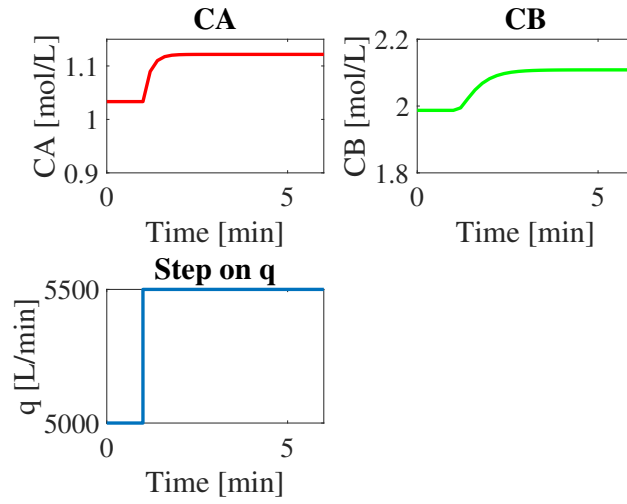 CA
CA [mol/L]
1.1
1
0.9
0
5
Time [min]
CB
CB [mol/L]
2.2
2
1.8
0
5
Time [min]
Step on q
q [L/min]
5500
5000
0
5
Time [min]